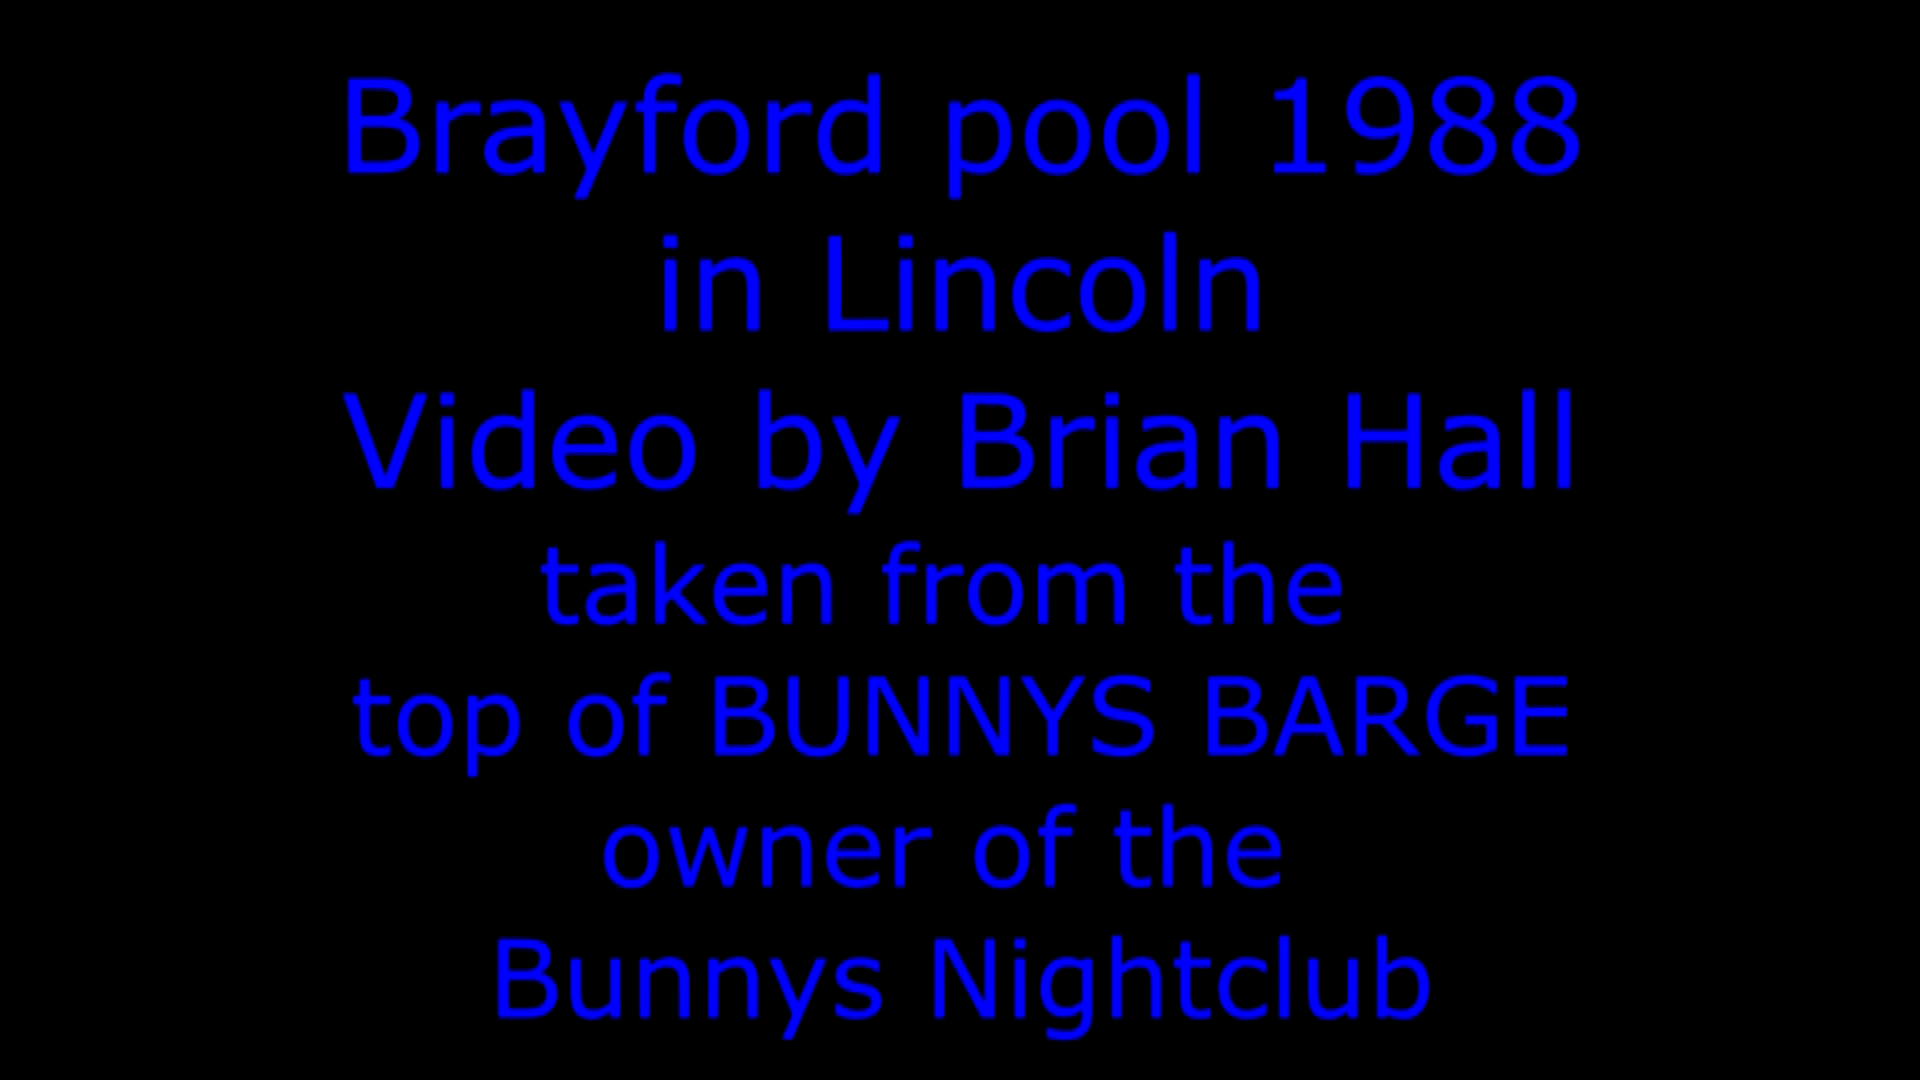 Brayford pool 1988
in Lincoln
Video by Brian Hall
taken from the
top of BUNNYS BARGE
owner of the
Bunnys Nightclub